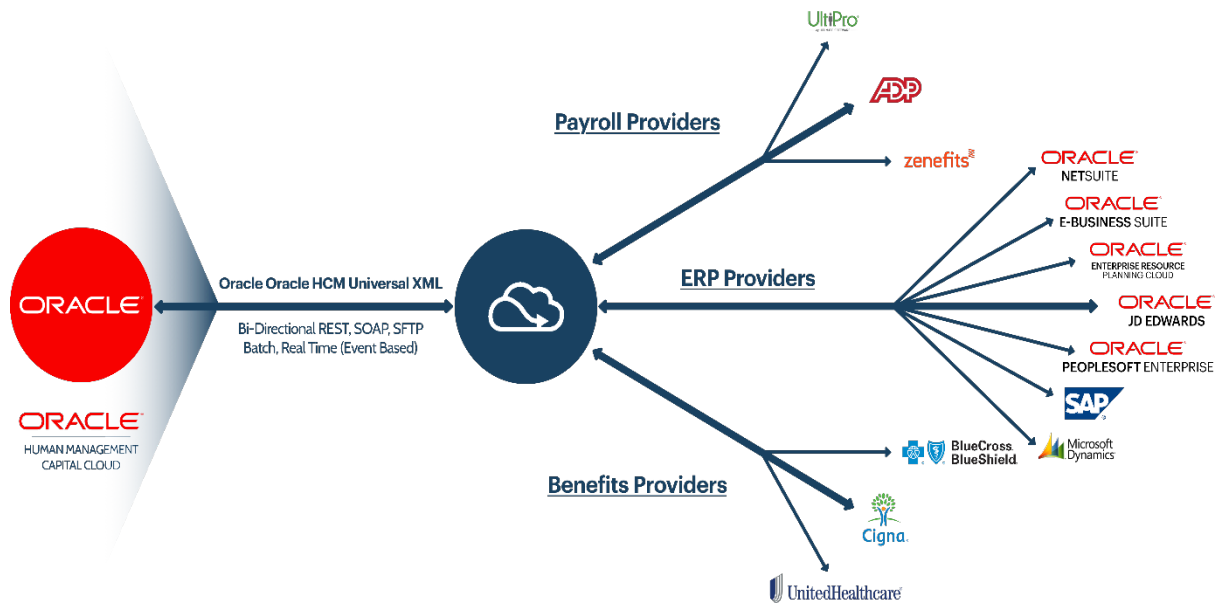 UltiPro
ADP
Payroll Providers
zenefits
ORACLE
NETSUITE
ORACLE
E-BUSINESS SUITE
ORACLE
ENTERPRISE RESOURCE
PLANNING CLOUD
Oracle Oracle HCM Universal XML
ERP Providers
ORACLE
ORACLE
JD EDWARDS
Bi-Directional REST, SOAP, SFTP
Batch, Real Time (Event Based)
ORACLE
PEOPLESOFT ENTERPRISE
ORACLE
HUMAN MANAGEMENT
CAPITAL CLOUD
SAP
BlueCross
BlueShield
Microsoft
Dynamics
Benefits Providers
Cigna
UnitedHealthcare